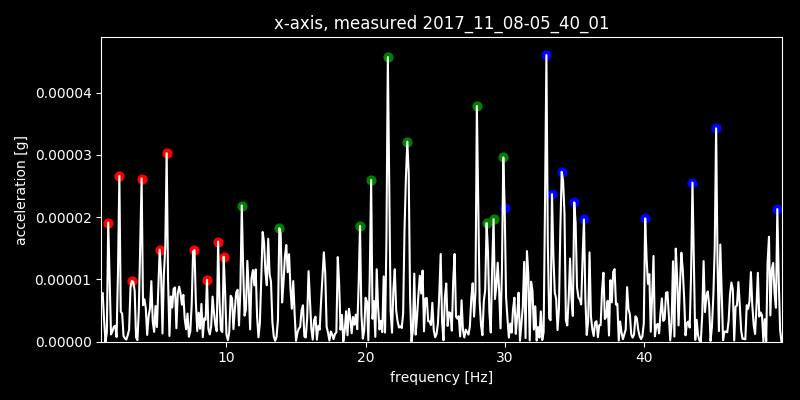 x-axis, measured 2017_11_08-05_40_01
acceleration [g]
0.00004
0.00003
0.00002
0.00001
0.00000
10 20 30 40
frequency [Hz]